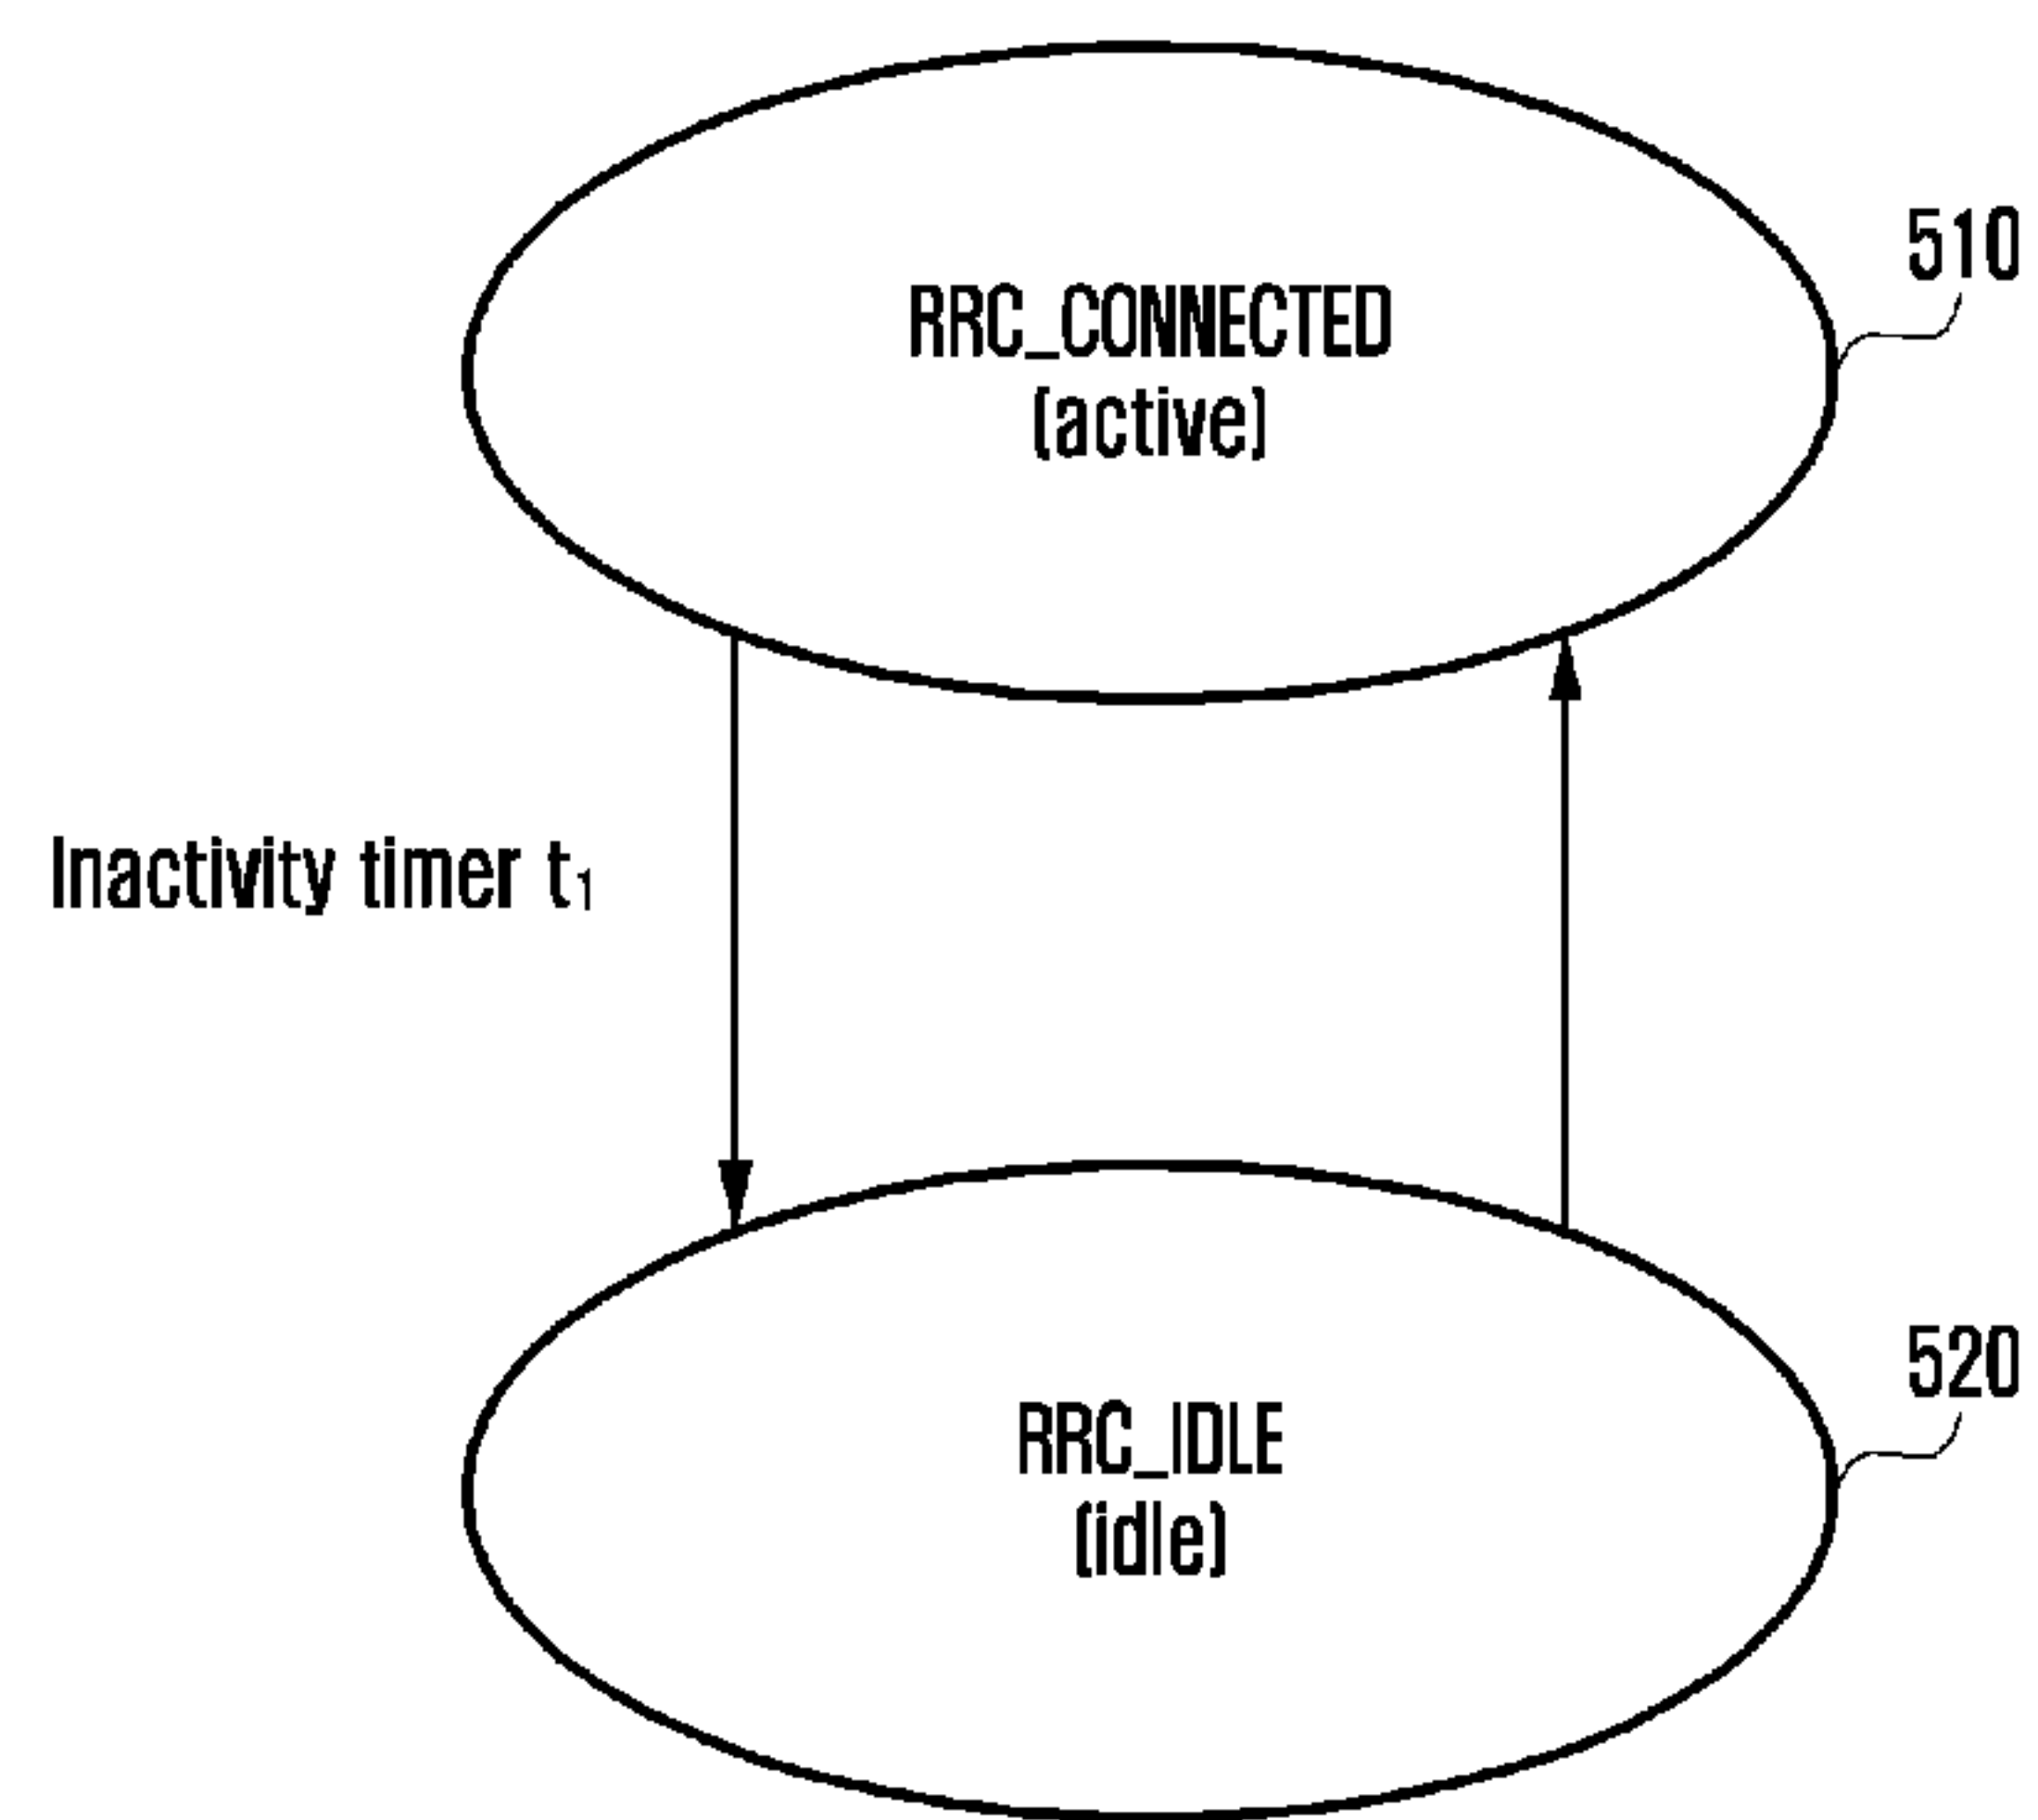 510
RRC_CONNECTED
(active)
Inactivity timer t₁
520
RRC_IDLE
(idle)